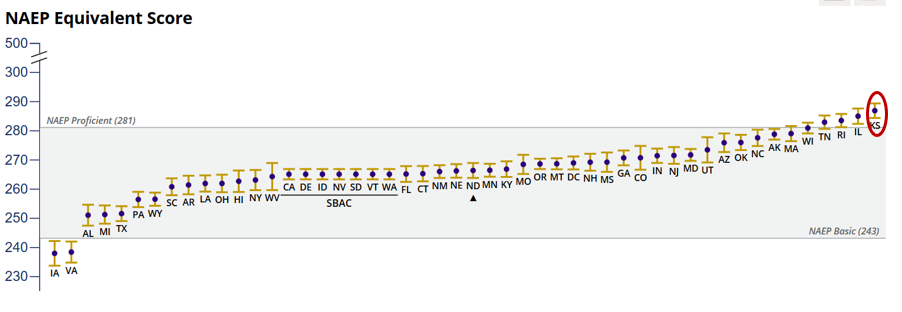 NAEP Equivalent Score
500
300
290
280
270
260
250
240
230
NAEP Proficient (281)
NAEP Basic (243)
IA VA AL MI TX PA WY SC AR LA OH HI NY WV CA DE ID NV SD VT WA FL CT NM NE ND MN KY MO OR MT DC NH MS GA CO IN NJ MD UT AZ OK NC AK MA WI TN RI IL KS
SBAC